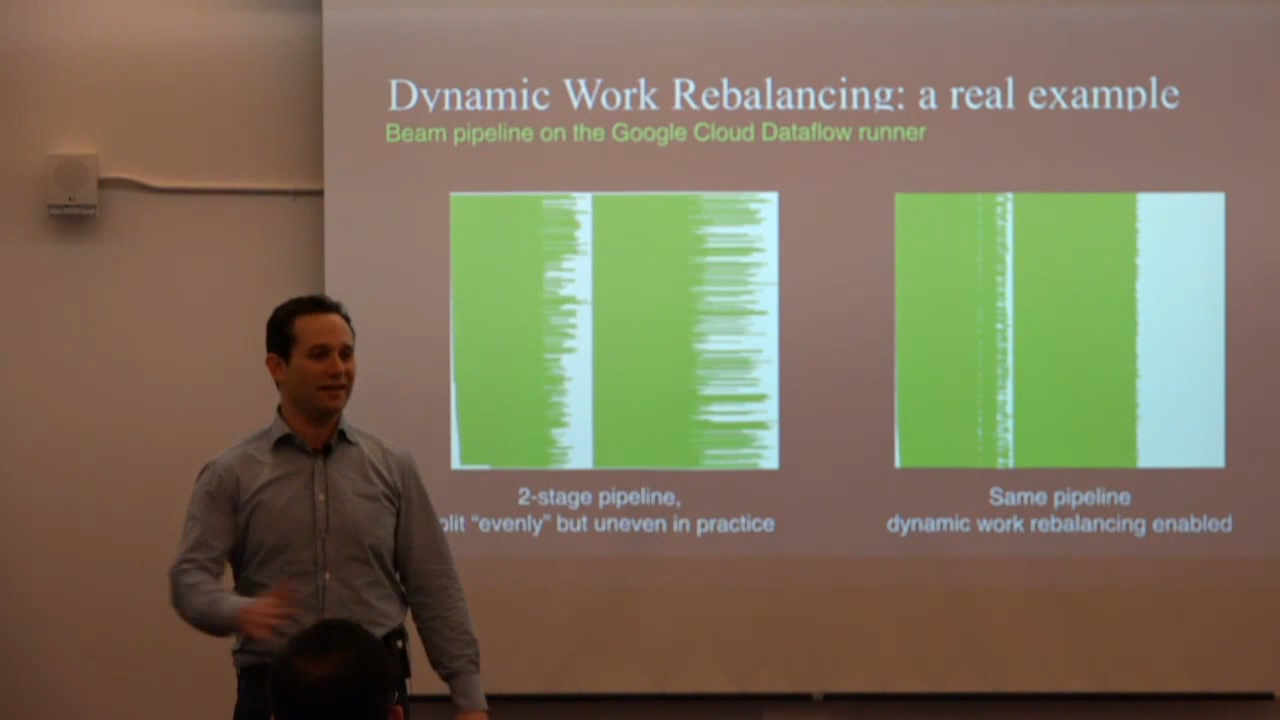 Dynamic Work Rebalancing: a real example
Beam pipeline on the Google Cloud Dataflow runner
2-stage pipeline,
"evenly" but uneven in practice
Same pipeline
dynamic work rebalancing enabled